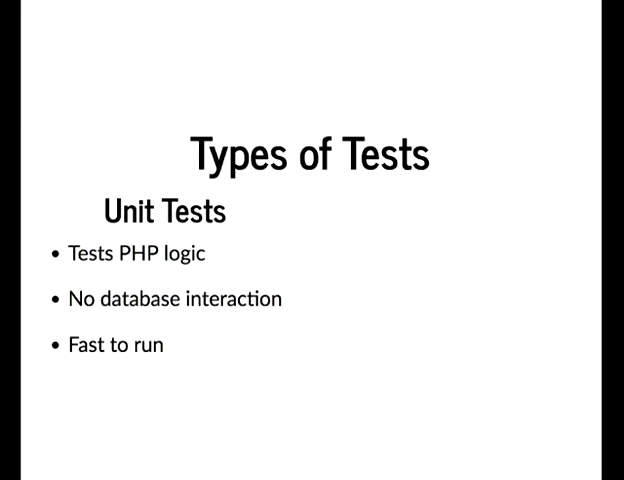 Types of Tests
Unit Tests
• Tests PHP logic
• No database interaction
• Fast to run